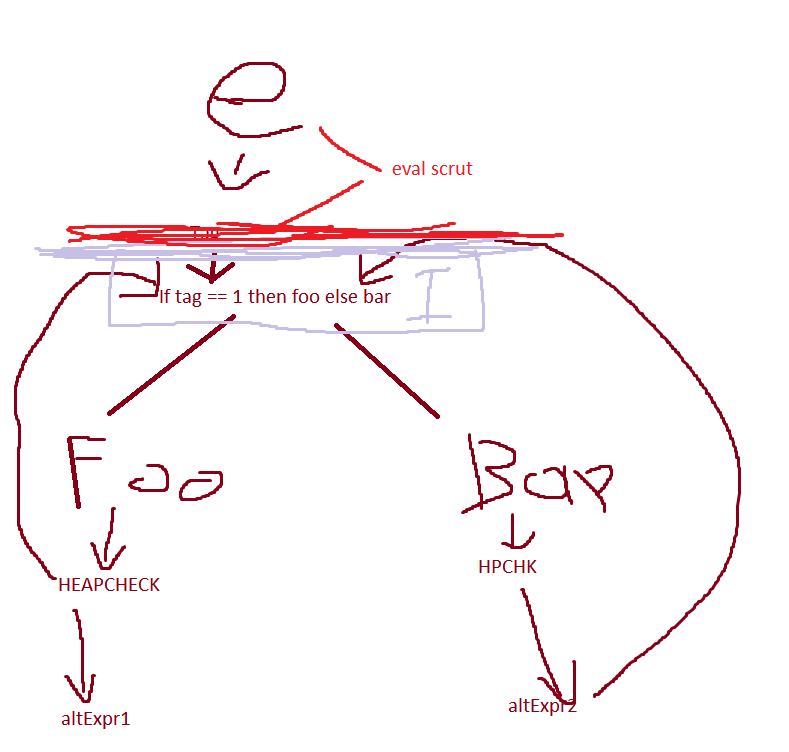 e
eval scrut
If tag == 1 then foo else bar
I
Foo
Bar
HEAPCHECK
HPCHK
altExpr1
altExpr2